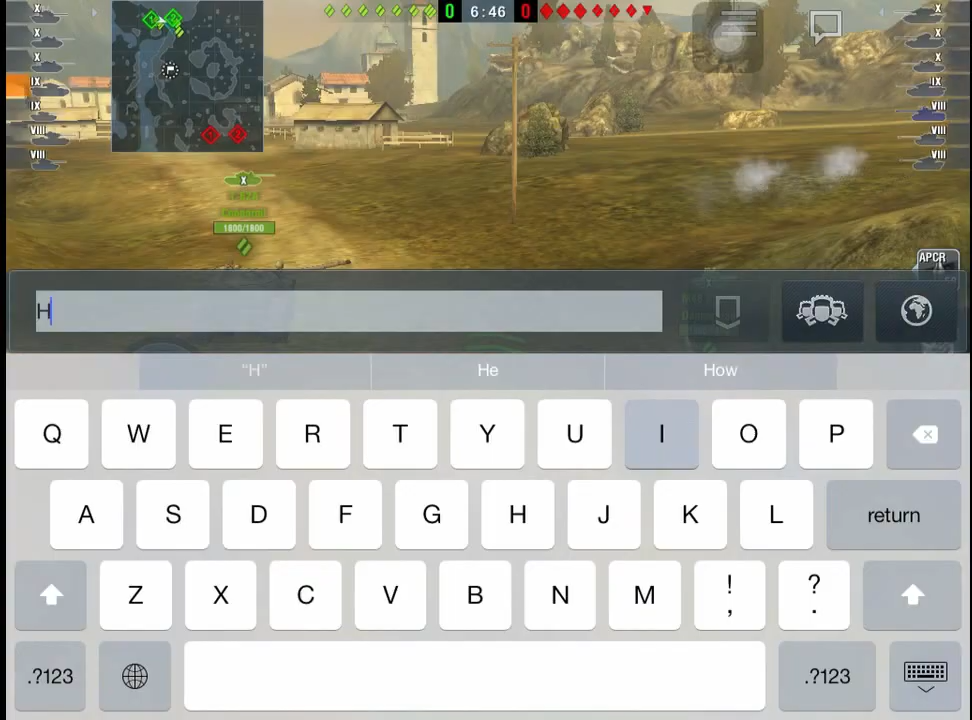 0 6:46 0
X
X
X
IX
IX
VIII
VIII
X
X
X
IX
VIII
VIII
VIII
X
1800/1800
APCR
H
“H” He How
Q W E R T Y U I O P
A S D F G H J K L return
Z X C V B N M ! , ? .
.?123 .?123